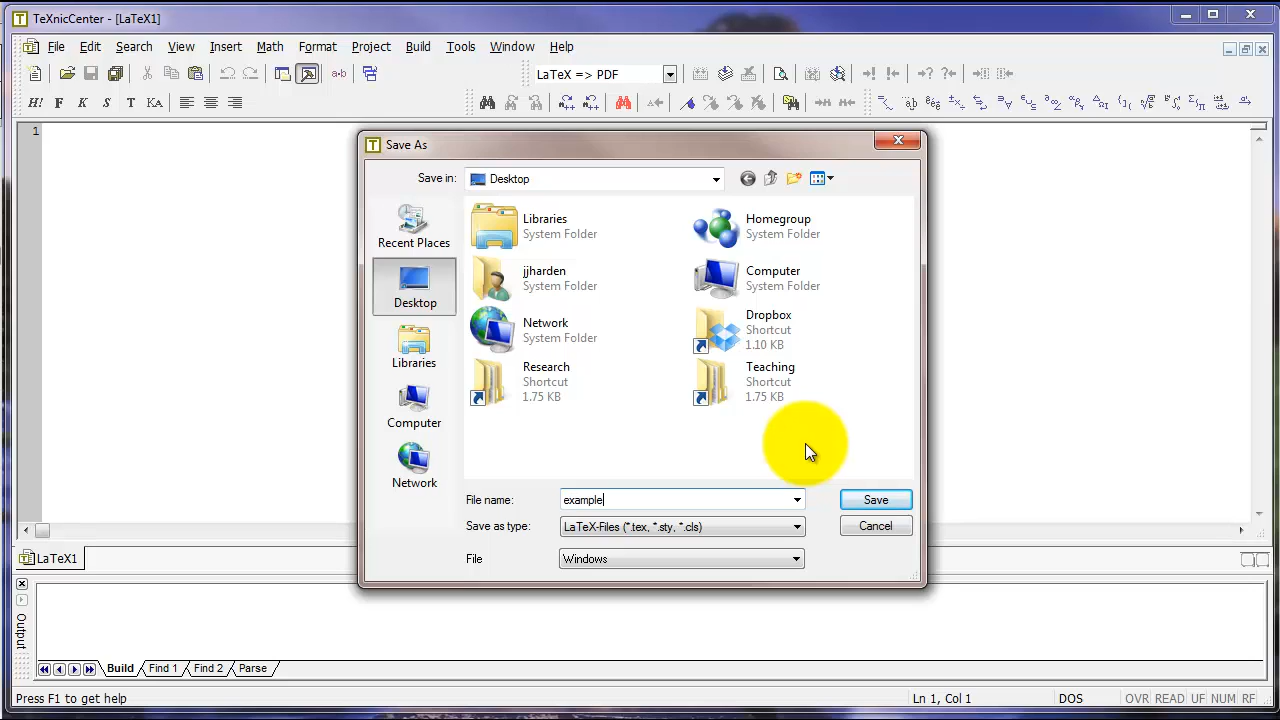 TeXnicCenter - [LaTeX1]
File Edit Search View Insert Math Format Project Build Tools Window Help
LaTeX => PDF
1
Save As
Save in: Desktop
Recent Places
Desktop
Libraries
Computer
Network
Libraries
System Folder
Homegroup
System Folder
jjharden
System Folder
Computer
System Folder
Network
System Folder
Dropbox
Shortcut
1.10 KB
Research
Shortcut
1.75 KB
Teaching
Shortcut
1.75 KB
File name: example Save
Save as type: LaTeX-Files (*.tex, *.sty, *.cls) Cancel
File Windows
LaTeX1
Output
Build Find 1 Find 2 Parse
Press F1 to get help Ln 1, Col 1 DOS OVR READ UF NUM RF